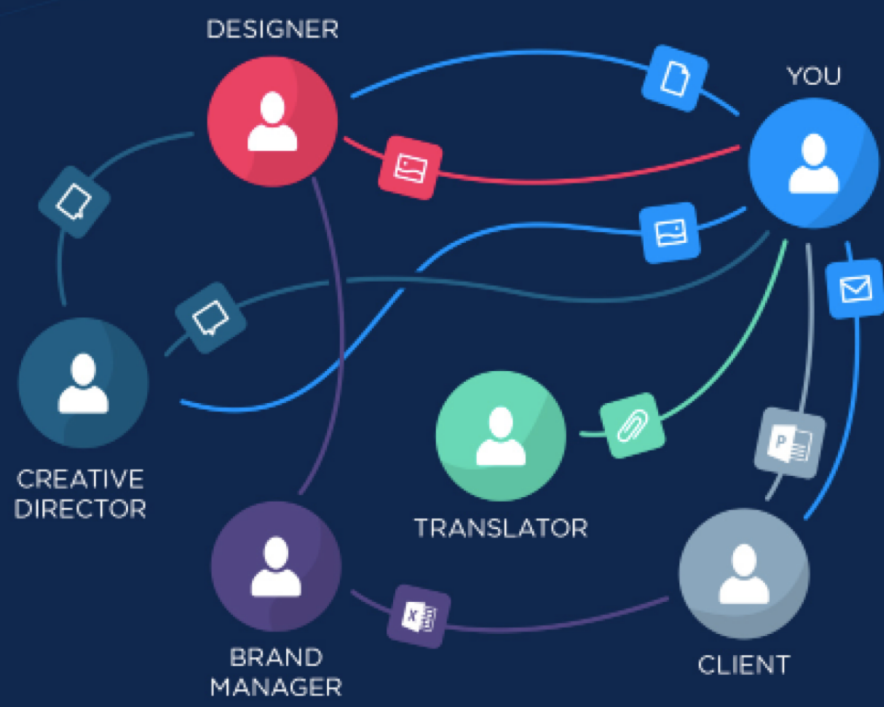 DESIGNER
YOU
CREATIVE
DIRECTOR
TRANSLATOR
BRAND
MANAGER
CLIENT
P
X